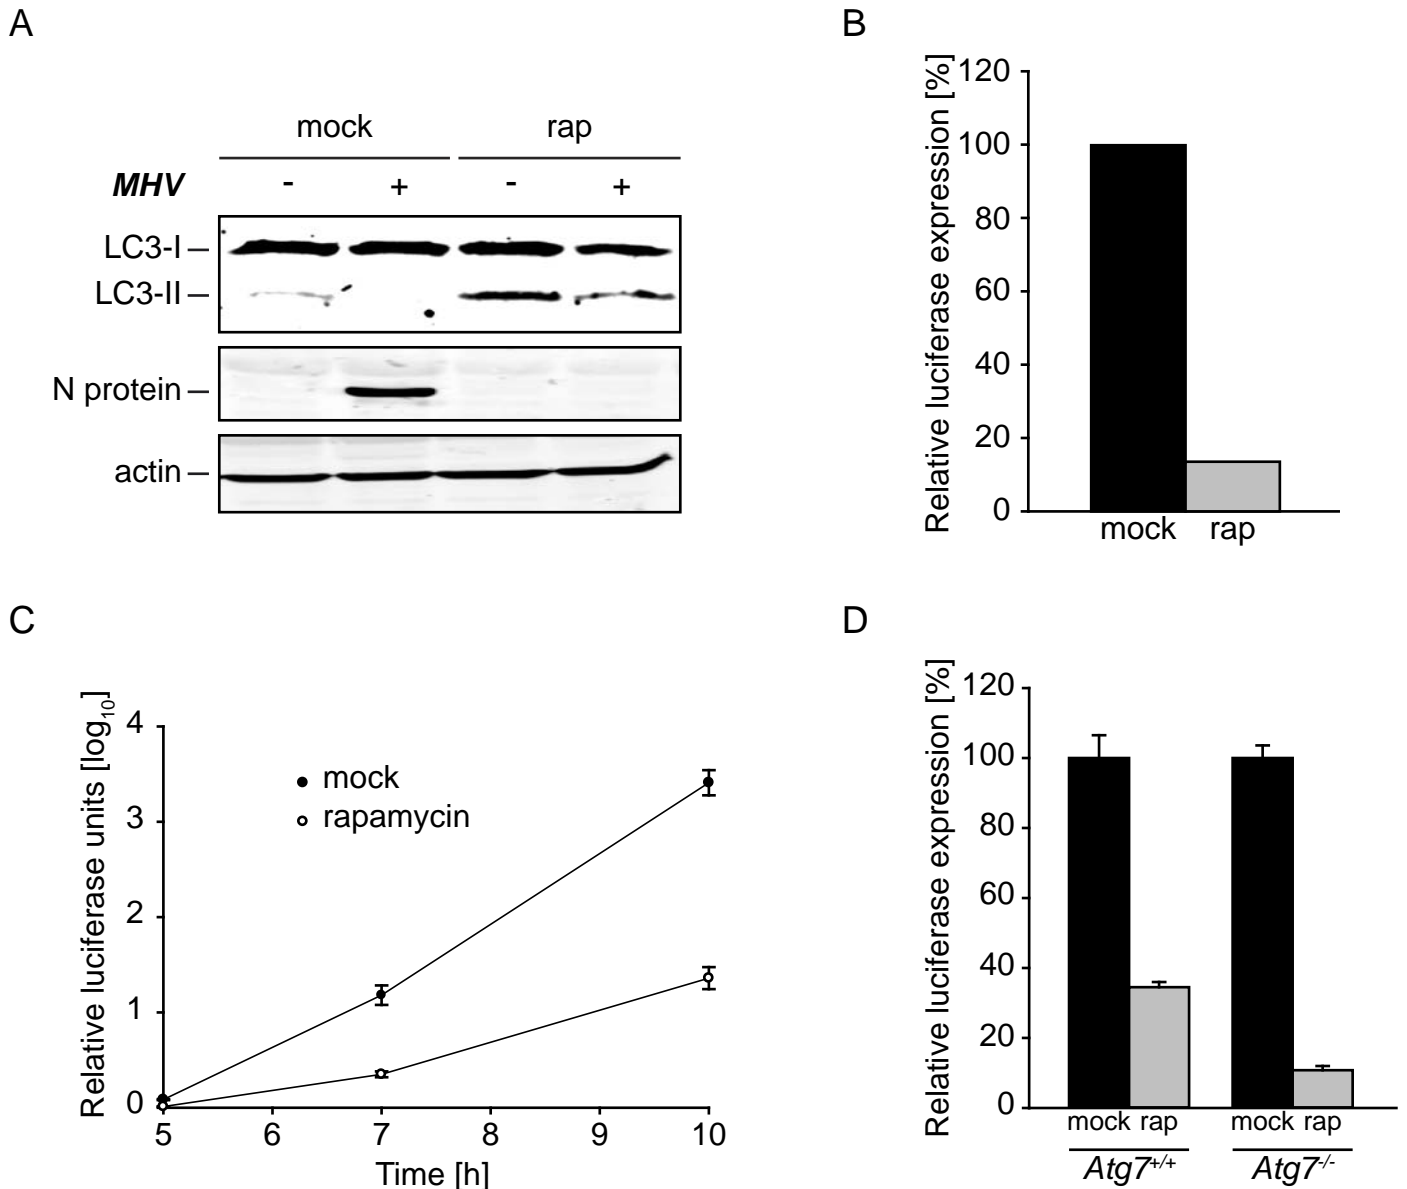 A
mock rap
MHV - + - +
LC3-I
LC3-II
N protein
actin
B
Relative luciferase expression [%]
120
100
80
60
40
20
0
mock rap
C
Relative luciferase units [log10]
4
3
2
1
0
mock
rapamycin
5 6 7 8 9 10
Time [h]
D
Relative luciferase expression [%]
120
100
80
60
40
20
0
mock rap mock rap
Atg7+/+ Atg7-/-